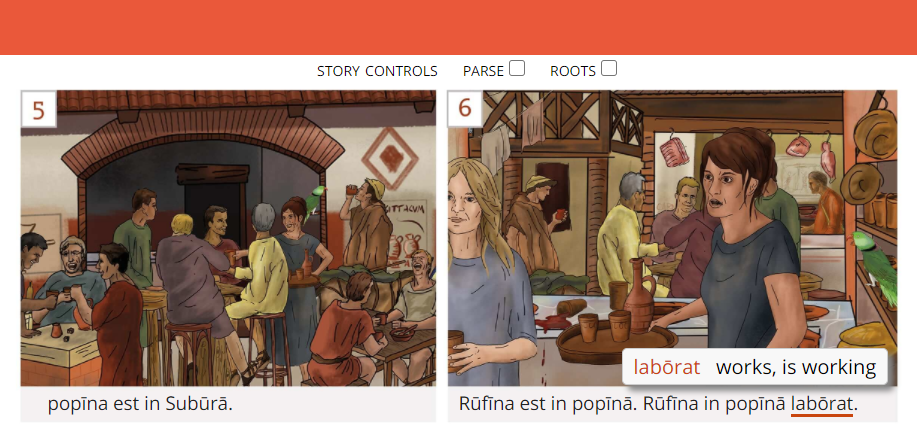 STORY CONTROLS PARSE ROOTS
5
6
SITTACUM
labōrat works, is working
popīna est in Subūrā.
Rūfīna est in popīnā. Rūfīna in popīnā labōrat.